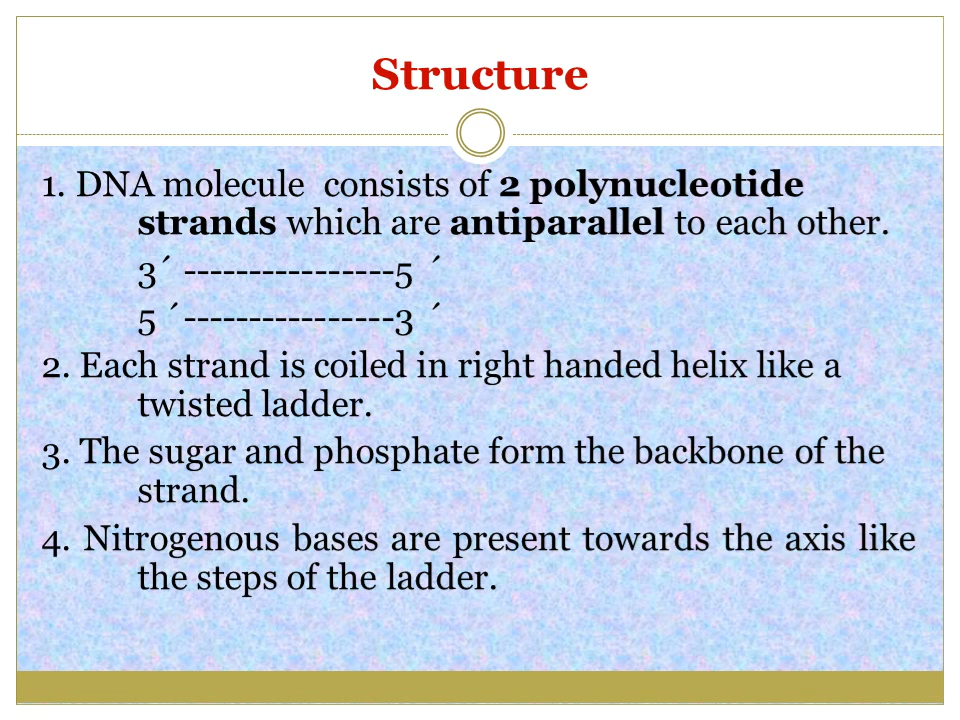 Structure
1. DNA molecule  consists of 2 polynucleotide
strands which are antiparallel to each other.
3´ ----------------5 ´
5 ´----------------3 ´
2. Each strand is coiled in right handed helix like a
twisted ladder.
3. The sugar and phosphate form the backbone of the
strand.
4. Nitrogenous bases are present towards the axis like
the steps of the ladder.